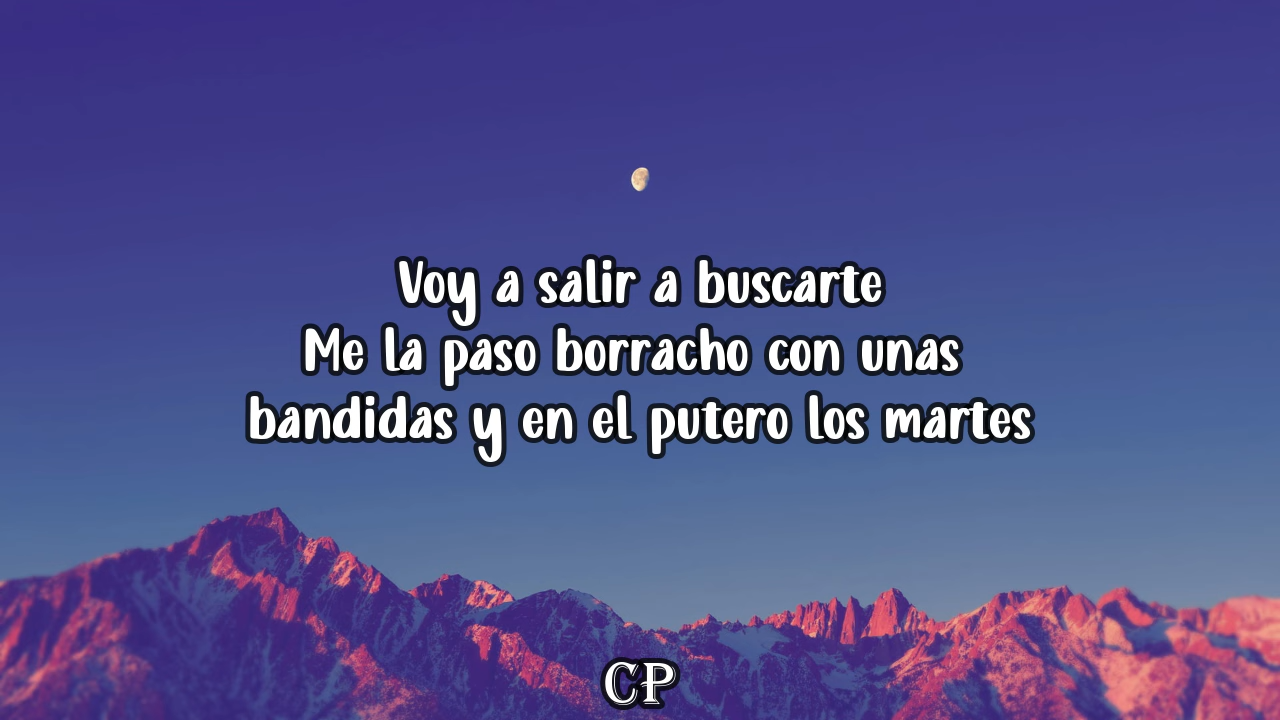 Voy a salir a buscarte
Me la paso borracho con unas
bandidas y en el putero los martes
CP